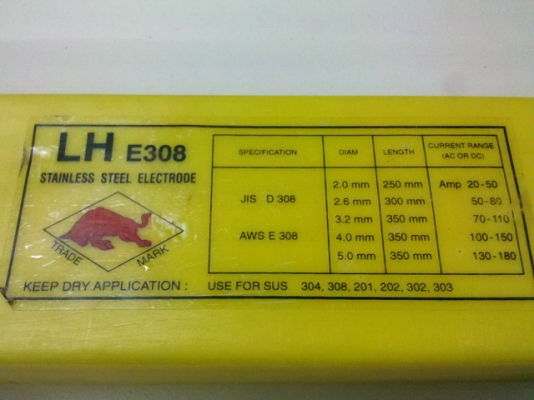 LH E308
STAINLESS STEEL ELECTRODE
TRADE MARK
SPECIFICATION DIAM LENGTH CURRENT RANGE
(AC OR DC)
2.0 mm 250 mm Amp 20-50
JIS D 308 2.6 mm 300 mm 50-80
3.2 mm 350 mm 70-110
AWS E 308 4.0 mm 350 mm 100-150
5.0 mm 350 mm 130-180
KEEP DRY APPLICATION : USE FOR SUS 304, 308, 201, 202, 302, 303